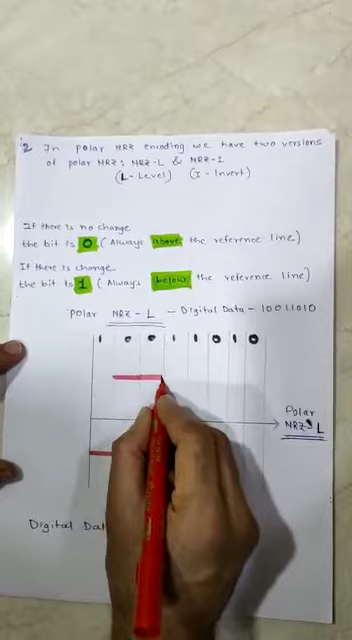 2 In polar NRZ encoding we have two versions
of polar NRZ: NRZ-L & NRZ-I
(L-Level) (I-Invert)
If there is no change
the bit is 0 (Always above the reference line)
If there is change
the bit is 1 (Always below the reference line)
Polar NRZ-L - Digital Data - 10011010
1 0 0 1 1 0 1 0
Polar
NRZ-L
Digital Dat